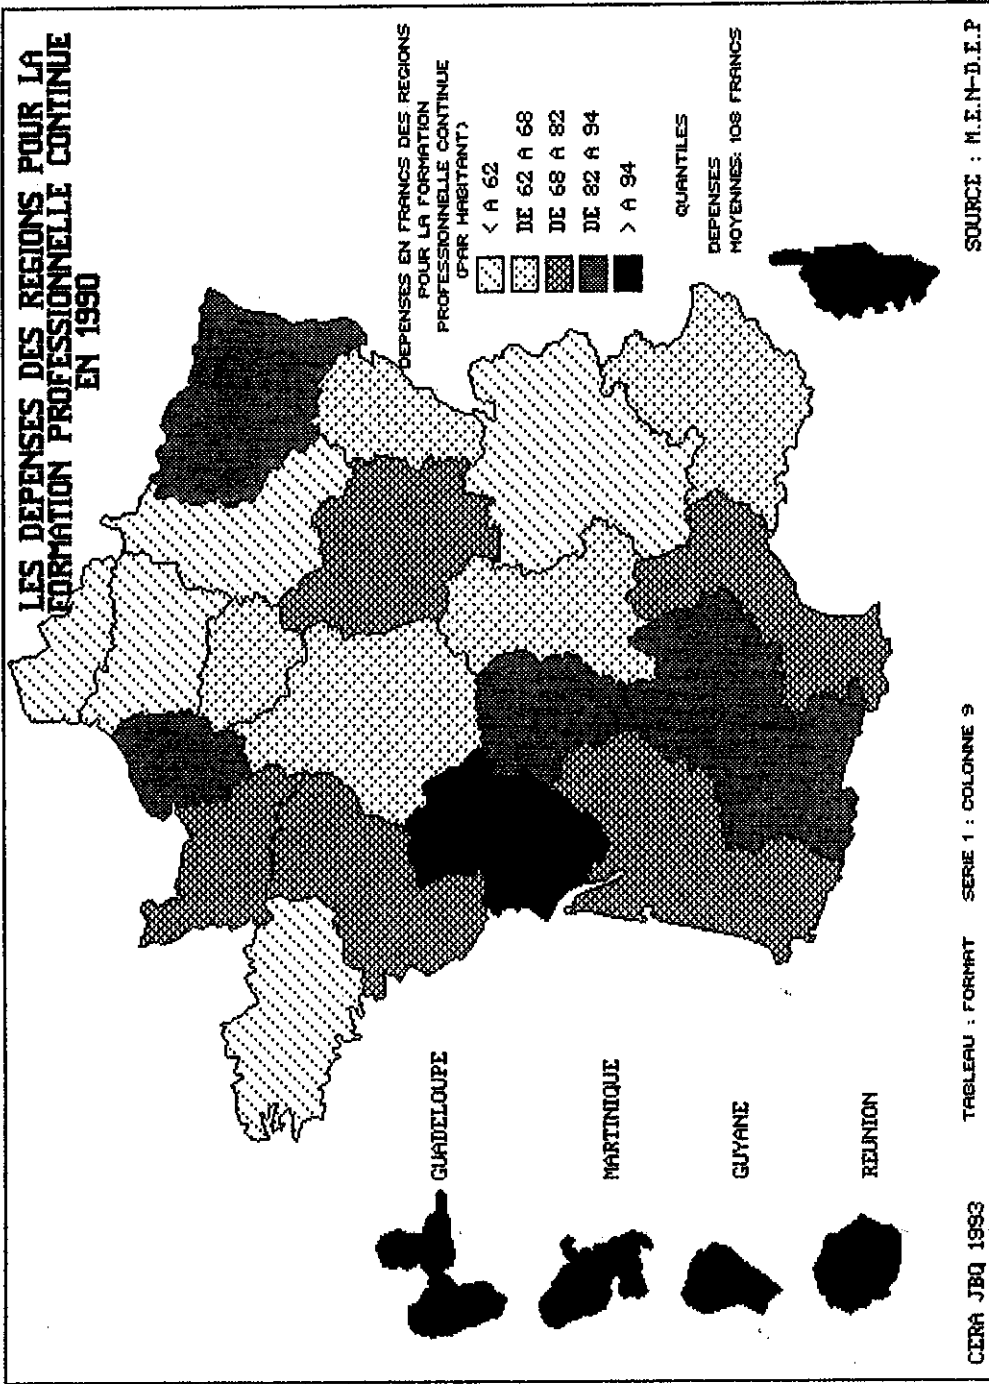 LES DEPENSES DES REGIONS POUR LA
FORMATION PROFESSIONNELLE CONTINUE
EN 1990
DEPENSES EN FRANCS DES REGIONS
POUR LA FORMATION
PROFESSIONNELLE CONTINUE
(PAR HABITANT)
< A 62
DE 62 A 68
DE 68 A 82
DE 82 A 94
> A 94
QUANTILES
DEPENSES
MOYENNES: 108 FRANCS
GUADELOUPE
MARTINIQUE
GUYANE
REUNION
CERA JBQ 1993
TABLEAU : FORMAT
SERIE 1 : COLONNE 9
SOURCE : M.E.N-D.E.P